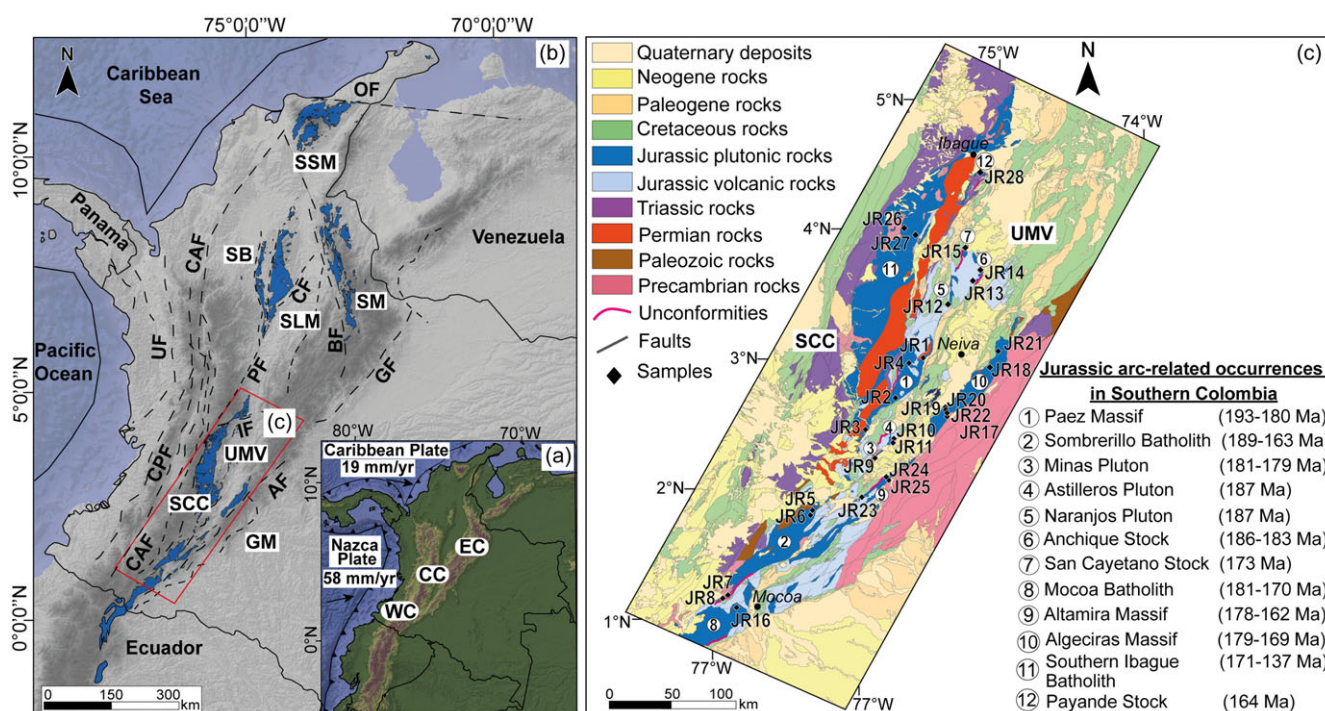 75°0'0''W
70°0'0''W
(b)
N
Caribbean
Sea
OF
SSM
10°0'0''N
Panama
CAF
Venezuela
SB
CF
SM
SLM
BF
UF
Pacific
Ocean
PF
GF
5°0'0''N
(c)
IF
UMV
CPF
SCC
AF
CAF
GM
0°0'0''N
Ecuador
0 150 300
km
80°W
70°W
Caribbean Plate
19 mm/yr
(a)
10°N
Nazca
Plate
58 mm/yr
EC
CC
WC
0°N
(c)
Quaternary deposits
Neogene rocks
Paleogene rocks
Cretaceous rocks
Jurassic plutonic rocks
Jurassic volcanic rocks
Triassic rocks
Permian rocks
Paleozoic rocks
Precambrian rocks
Unconformities
Faults
Samples
75°W
N
5°N
74°W
Ibague
12
JR28
4°N
JR26
JR27
7
UMV
JR15
6
JR14
11
JR13
5
JR12
SCC
3°N
JR1
Neiva
JR21
JR4
1
10
JR18
JR2
JR19
JR20
JR22
JR3
4
JR10
JR17
JR11
3
JR9
JR24
2°N
JR25
9
JR5
JR6
JR23
2
JR7
JR8
Mocoa
1°N
8
JR16
77°W
77°W
0 50 100
km
Jurassic arc-related occurrences
in Southern Colombia
1 Paez Massif (193-180 Ma)
2 Sombrerillo Batholith (189-163 Ma)
3 Minas Pluton (181-179 Ma)
4 Astilleros Pluton (187 Ma)
5 Naranjos Pluton (187 Ma)
6 Anchique Stock (186-183 Ma)
7 San Cayetano Stock (173 Ma)
8 Mocoa Batholith (181-170 Ma)
9 Altamira Massif (178-162 Ma)
10 Algeciras Massif (179-169 Ma)
11 Southern Ibague (171-137 Ma)
Batholith
12 Payande Stock (164 Ma)